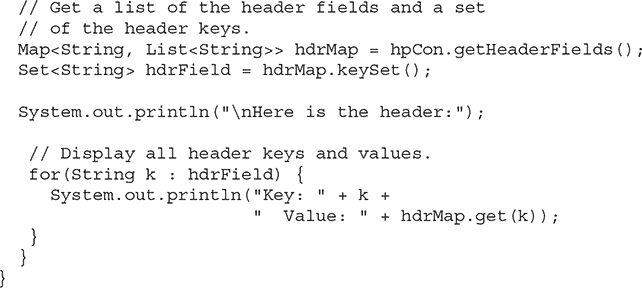 // Get a list of the header fields and a set
// of the header keys.
Map<String, List<String>> hdrMap = hpCon.getHeaderFields();
Set<String> hdrField = hdrMap.keySet();

System.out.println("\nHere is the header:");

// Display all header keys and values.
for(String k : hdrField) {
System.out.println("Key: " + k +
"  Value: " + hdrMap.get(k));
}
}
}